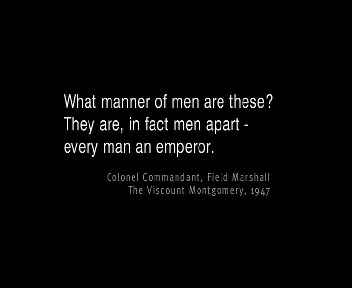 What manner of men are these?
They are, in fact men apart -
every man an emperor.
Colonel Commandant, Field Marshall
The Viscount Montgomery, 1947